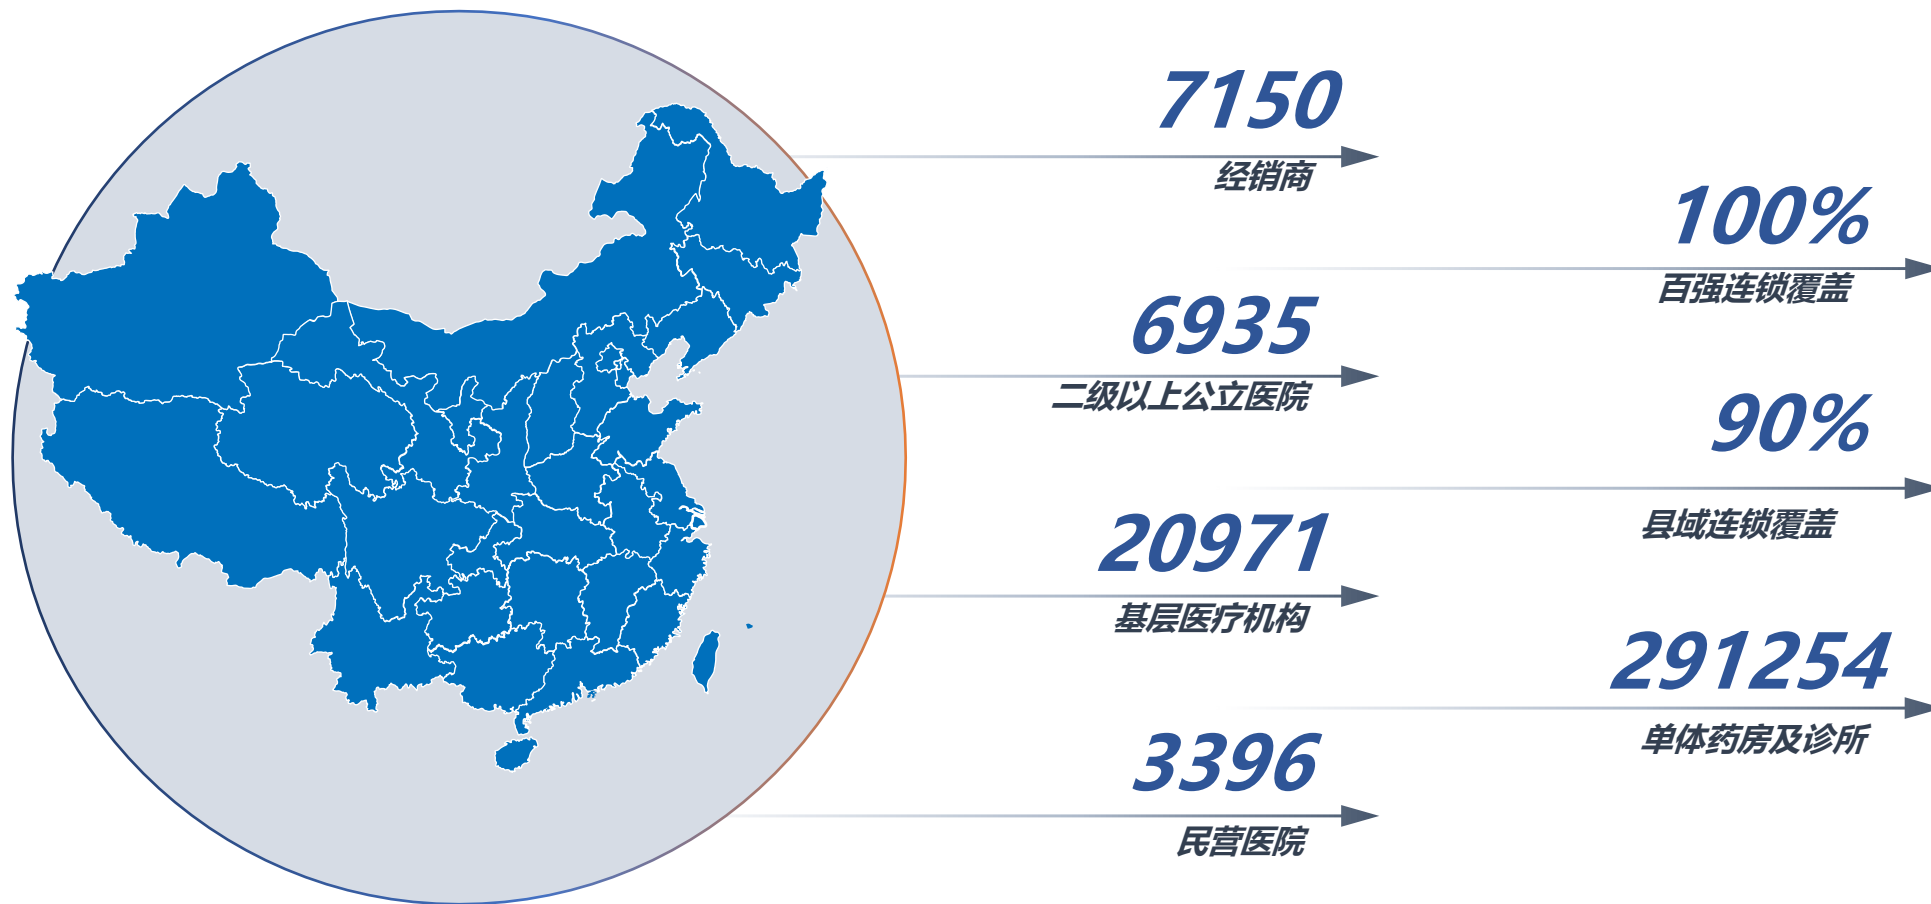 7150
经销商
100%
百强连锁覆盖
6935
二级以上公立医院
90%
县域连锁覆盖
20971
基层医疗机构
291254
单体药房及诊所
3396
民营医院